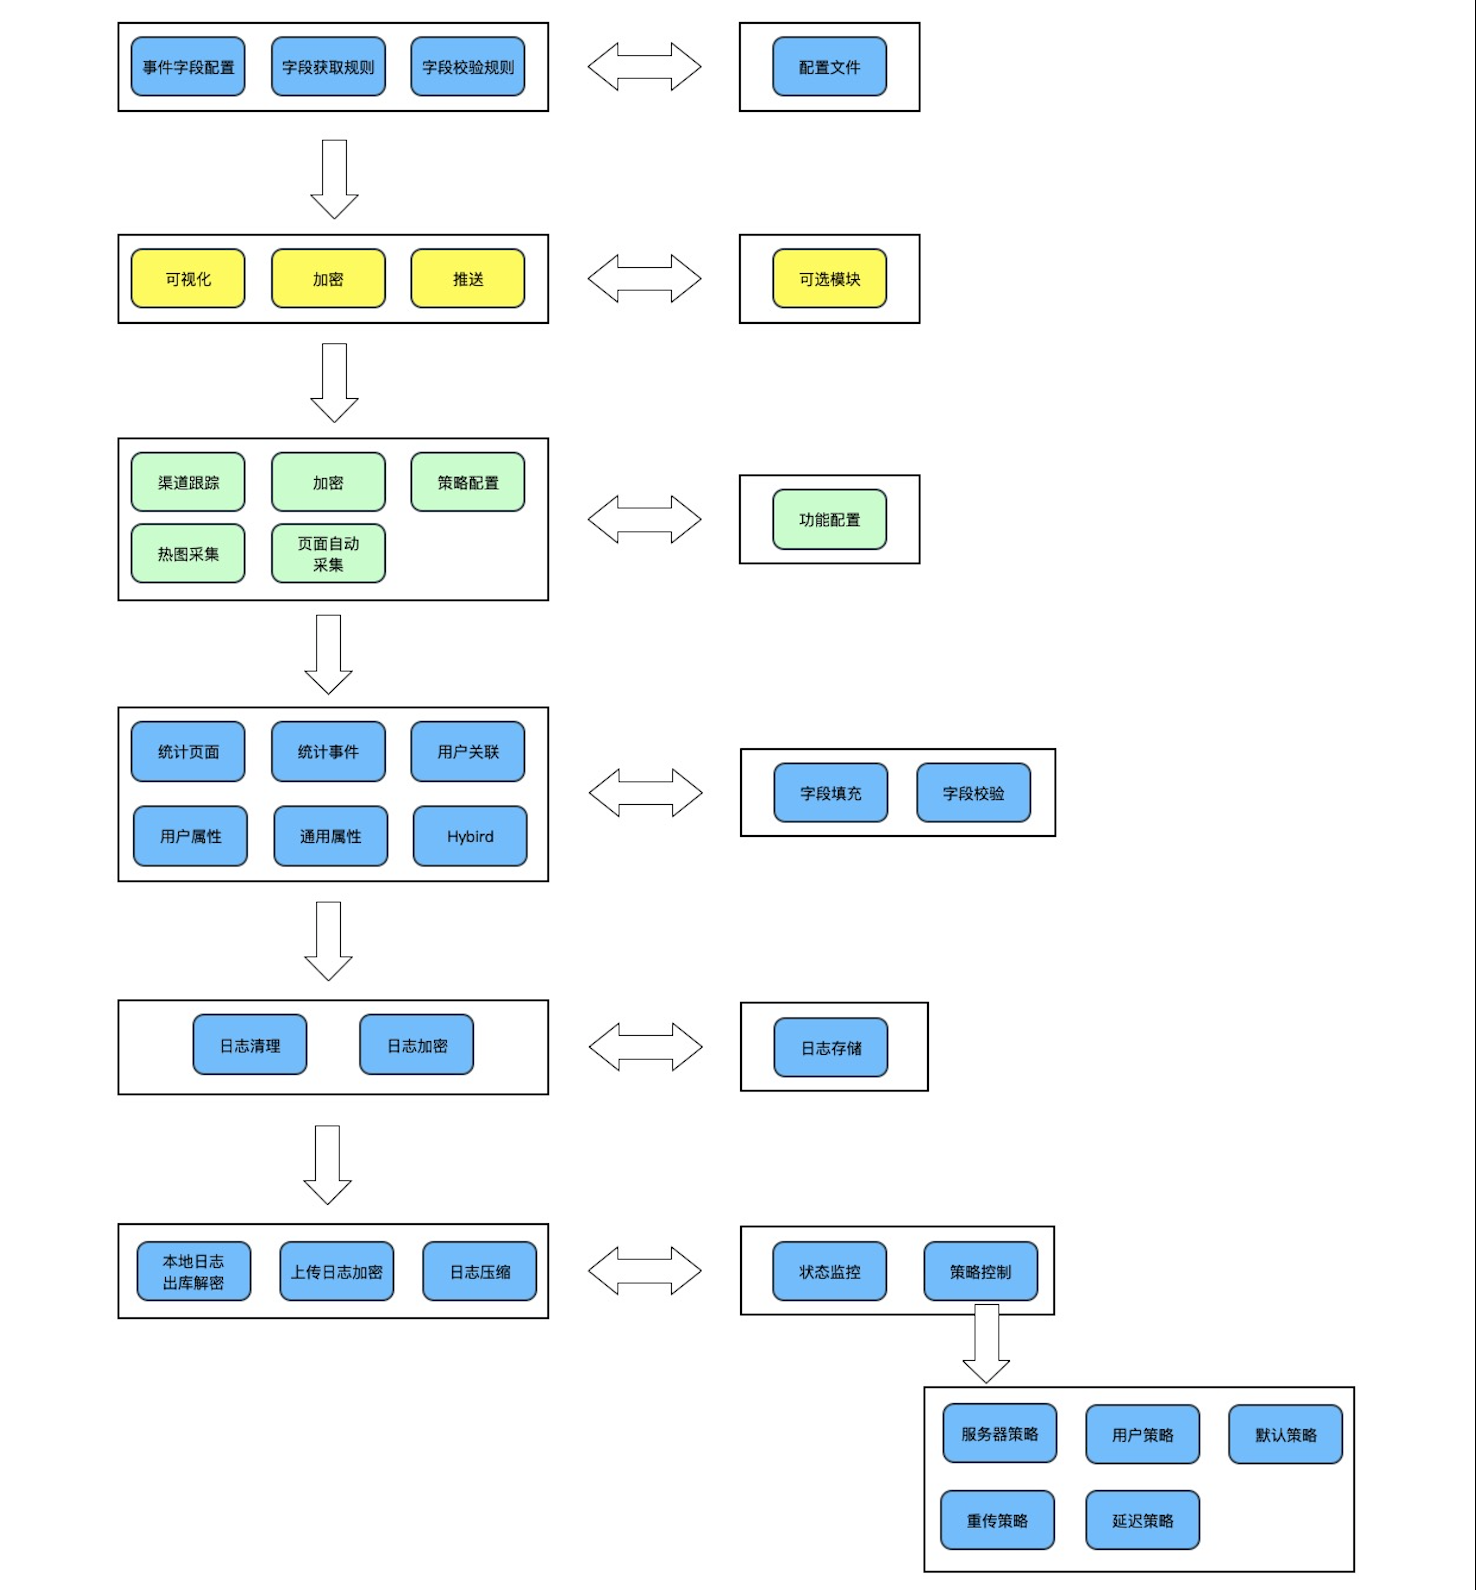 事件字段配置
字段获取规则
字段校验规则
配置文件
可视化
加密
推送
可选模块
渠道跟踪
加密
策略配置
热图采集
页面自动
采集
功能配置
统计页面
统计事件
用户关联
用户属性
通用属性
Hybird
字段填充
字段校验
日志清理
日志加密
日志存储
本地日志
出库解密
上传日志加密
日志压缩
状态监控
策略控制
服务器策略
用户策略
默认策略
重传策略
延迟策略